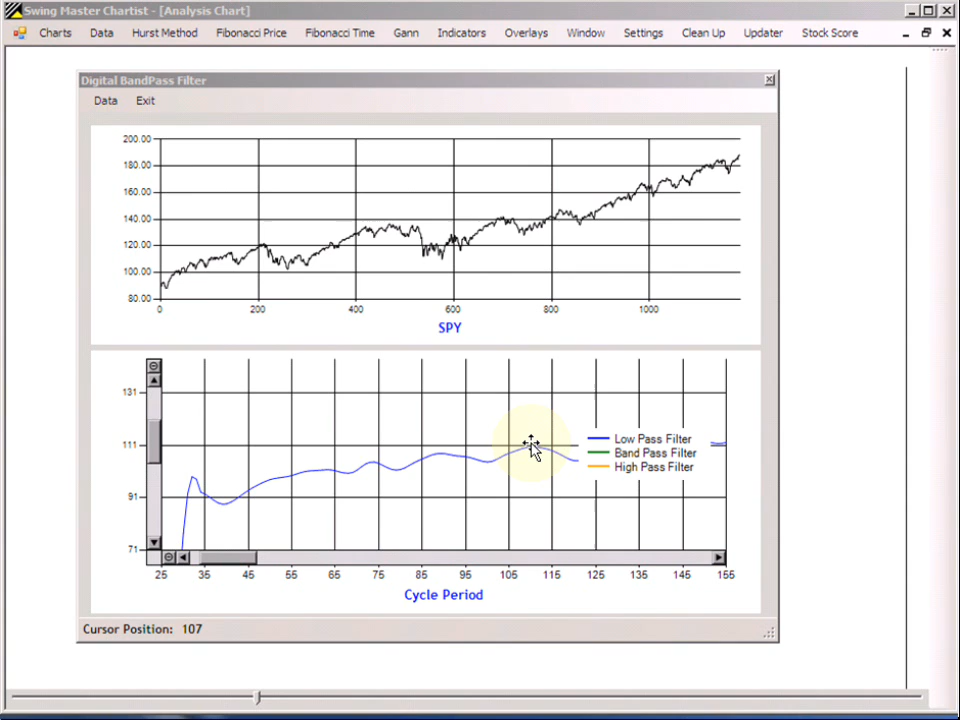 Swing Master Chartist - [Analysis Chart]
Charts Data Hurst Method Fibonacci Price Fibonacci Time Gann Indicators Overlays Window Settings Clean Up Updater Stock Score
Digital BandPass Filter
Data Exit
200.00
180.00
160.00
140.00
120.00
100.00
80.00
0 200 400 600 800 1000
SPY
131
111
91
71
Low Pass Filter
Band Pass Filter
High Pass Filter
25 35 45 55 65 75 85 95 105 115 125 135 145 155
Cycle Period
Cursor Position: 107